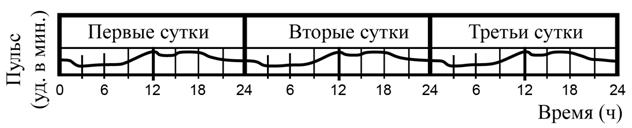 Первые сутки Вторые сутки Третьи сутки
Пульс
(уд. в мин.)
0 6 12 18 24 6 12 18 24 6 12 18 24
Время (ч)